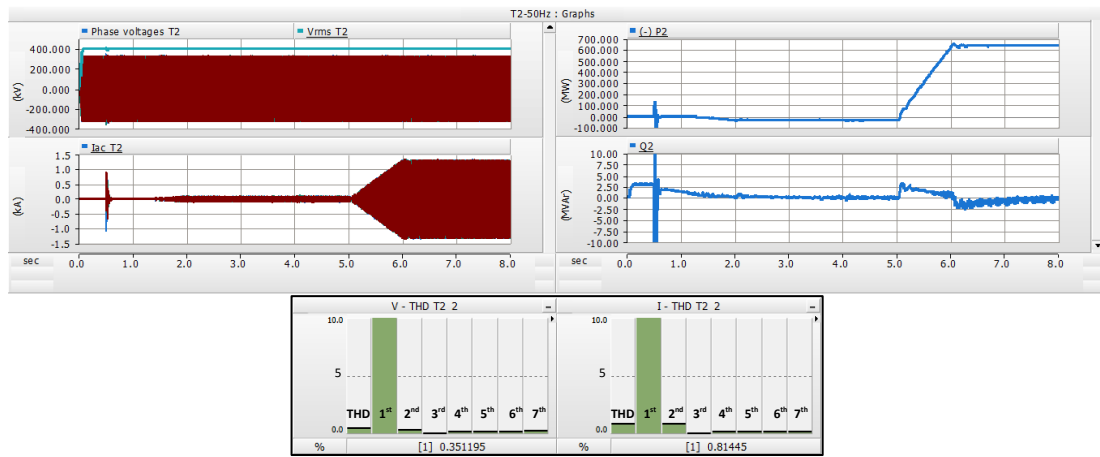 T2-50Hz : Graphs
Phase voltages T2
Vrms T2
400.000
200.000
0.000
-200.000
-400.000
(kV)
Iac T2
1.5
1.0
0.5
0.0
-0.5
-1.0
-1.5
(kA)
sec
0.0 1.0 2.0 3.0 4.0 5.0 6.0 7.0 8.0
(-) P2
700.000
600.000
500.000
400.000
300.000
200.000
100.000
0.000
-100.000
(MW)
Q2
10.00
7.50
5.00
2.50
0.00
-2.50
-5.00
-7.50
-10.00
(MVAr)
sec
0.0 1.0 2.0 3.0 4.0 5.0 6.0 7.0 8.0
V - THD T2 2
10.0
5
0.0
THD 1st 2nd 3rd 4th 5th 6th 7th
% [1] 0.351195
I - THD T2 2
10.0
5
0.0
THD 1st 2nd 3rd 4th 5th 6th 7th
% [1] 0.81445